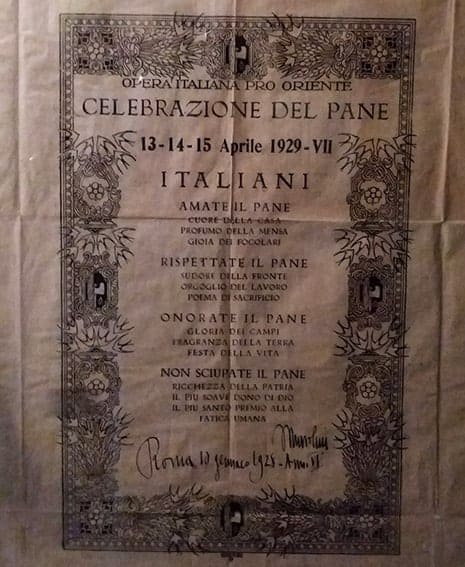 OPERA ITALIANA PRO ORIENTE
CELEBRAZIONE DEL PANE
13-14-15 Aprile 1929-VII
ITALIANI
AMATE IL PANE
CUORE DELLA CASA
PROFUMO DELLA MENSA
GIOIA DEI FOCOLARI
RISPETTATE IL PANE
SUDORE DELLA FRONTE
ORGOGLIO DEL LAVORO
POEMA DI SACRIFICIO
ONORATE IL PANE
GLORIA DEI CAMPI
FRAGRANZA DELLA TERRA
FESTA DELLA VITA
NON SCIUPATE IL PANE
RICCHEZZA DELLA PATRIA
IL PIU SOAVE DONO DI DIO
IL PIU SANTO PREMIO ALLA
FATICA UMANA
Mussolini
Roma 10 gennaio 1928 - Anno VI